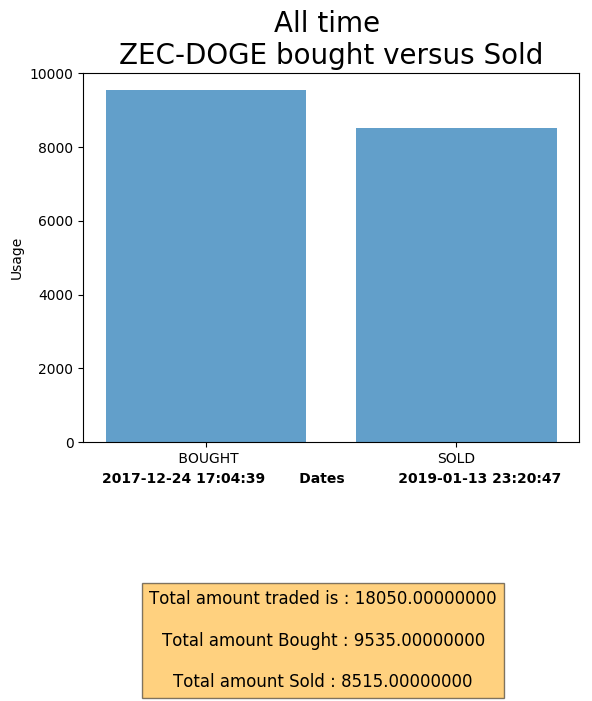 All time
ZEC-DOGE bought versus Sold
10000
8000
6000
4000
2000
0
Usage
BOUGHT SOLD
2017-12-24 17:04:39 Dates 2019-01-13 23:20:47
Total amount traded is : 18050.00000000
Total amount Bought : 9535.00000000
Total amount Sold : 8515.00000000